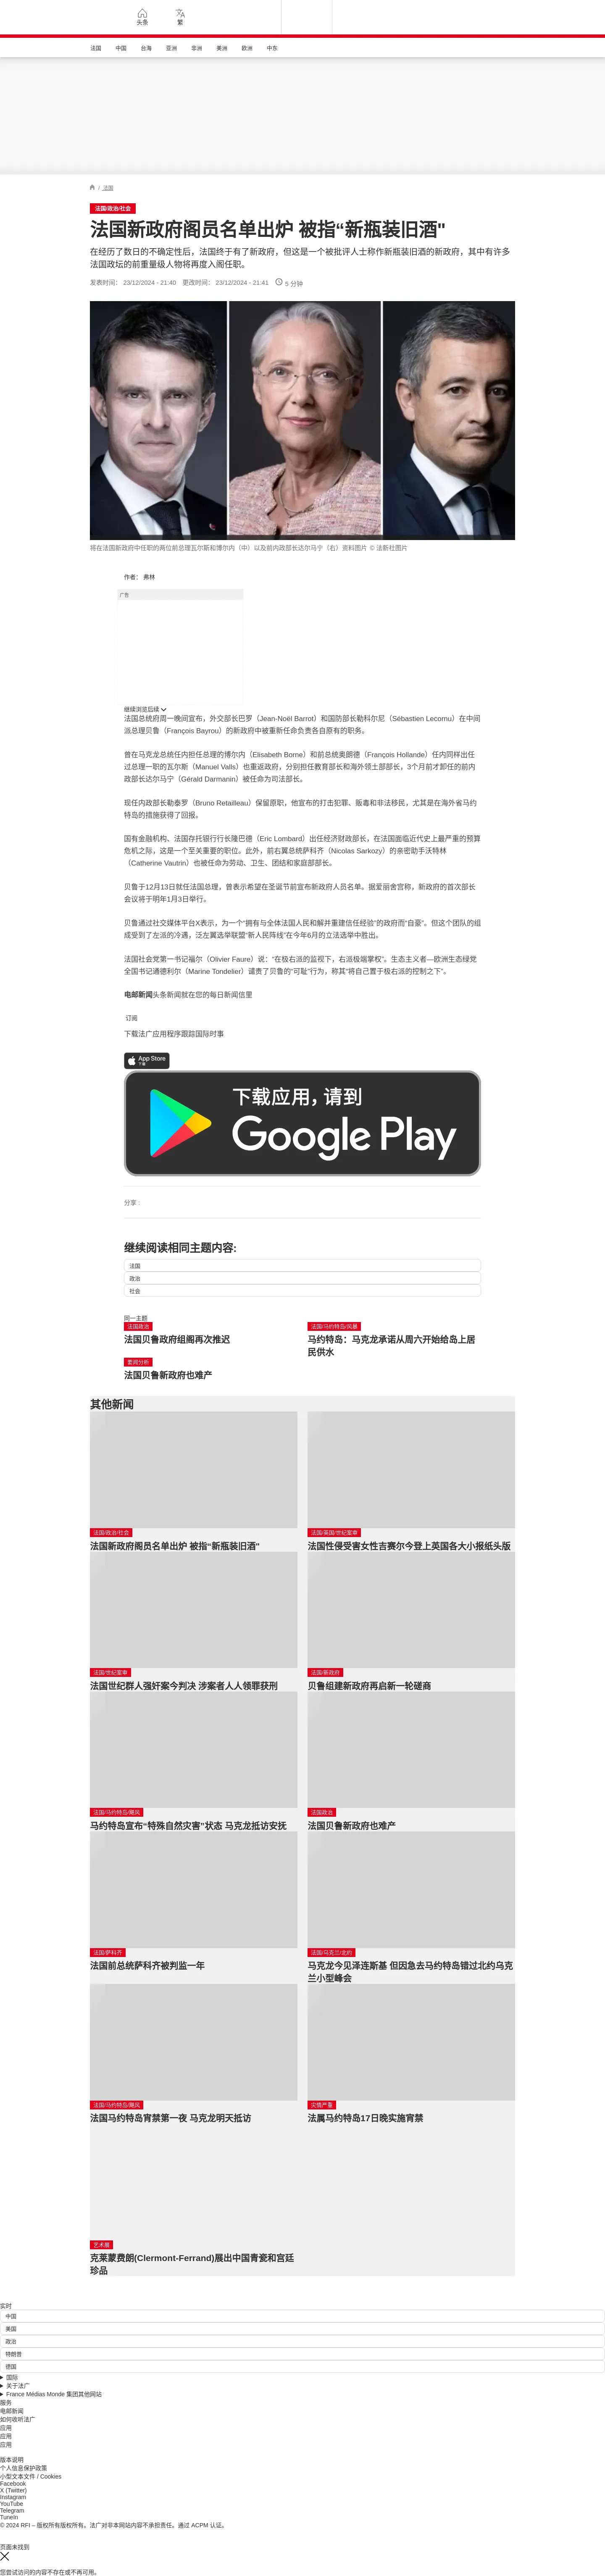 头条
繁
法国
中国
台海
亚洲
非洲
美洲
欧洲
中东
/ 法国
法国/政治/社会
法国新政府阁员名单出炉 被指“新瓶装旧酒"
在经历了数日的不确定性后，法国终于有了新政府，但这是一个被批评人士称作新瓶装旧酒的新政府，其中有许多
法国政坛的前重量级人物将再度入阁任职。
发表时间： 23/12/2024 - 21:40 更改时间： 23/12/2024 - 21:41 5 分钟
将在法国新政府中任职的两位前总理瓦尔斯和博尔内（中）以及前内政部长达尔马宁（右）资料图片 © 法新社图片
作者： 弗林
广告
继续浏览后续
法国总统府周一晚间宣布，外交部长巴罗（Jean-Noël Barrot）和国防部长勒科尔尼（Sébastien Lecornu）在中间
派总理贝鲁（François Bayrou）的新政府中被重新任命负责各自原有的职务。
曾在马克龙总统任内担任总理的博尔内（Elisabeth Borne）和前总统奥朗德（François Hollande）任内同样出任
过总理一职的瓦尔斯（Manuel Valls）也重返政府，分别担任教育部长和海外领土部部长，3个月前才卸任的前内
政部长达尔马宁（Gérald Darmanin）被任命为司法部长。
现任内政部长勒泰罗（Bruno Retailleau）保留原职，他宣布的打击犯罪、贩毒和非法移民，尤其是在海外省马约
特岛的措施获得了回报。
国有金融机构、法国存托银行行长隆巴德（Eric Lombard）出任经济财政部长，在法国面临近代史上最严重的预算
危机之际，这是一个至关重要的职位。此外，前右翼总统萨科齐（Nicolas Sarkozy）的亲密助手沃特林
（Catherine Vautrin）也被任命为劳动、卫生、团结和家庭部部长。
贝鲁于12月13日就任法国总理，曾表示希望在圣诞节前宣布新政府人员名单。据爱丽舍宫称，新政府的首次部长
会议将于明年1月3日举行。
贝鲁通过社交媒体平台X表示，为一个“拥有与全体法国人民和解并重建信任经验”的政府而“自豪”。但这个团队的组
成受到了左派的冷遇，泛左翼选举联盟“新人民阵线”在今年6月的立法选举中胜出。
法国社会党第一书记福尔（Olivier Faure）说：“在极右派的监视下，右派极端掌权”。生态主义者—欧洲生态绿党
全国书记通德利尔（Marine Tondelier）谴责了贝鲁的“可耻”行为，称其“将自己置于极右派的控制之下”。
电邮新闻头条新闻就在您的每日新闻信里
订阅
下载法广应用程序跟踪国际时事
App Store
下载
下载应用，请到
Google Play
分享 :
继续阅读相同主题内容:
法国
政治
社会
同一主题
法国政治
法国贝鲁政府组阁再次推迟
法国/马约特岛/风暴
马约特岛：马克龙承诺从周六开始给岛上居
民供水
要闻分析
法国贝鲁新政府也难产
其他新闻
法国/政治/社会
法国新政府阁员名单出炉 被指“新瓶装旧酒"
法国/英国/世纪案审
法国性侵受害女性吉赛尔今登上英国各大小报纸头版
法国/世纪案审
法国世纪群人强奸案今判决 涉案者人人领罪获刑
法国/新政府
贝鲁组建新政府再启新一轮磋商
法国/马约特岛/飓风
马约特岛宣布“特殊自然灾害"状态 马克龙抵访安抚
法国政治
法国贝鲁新政府也难产
法国/萨科齐
法国前总统萨科齐被判监一年
法国/乌克兰/北约
马克龙今见泽连斯基 但因急去马约特岛错过北约乌克
兰小型峰会
法国/马约特岛/飓风
法国马约特岛宵禁第一夜 马克龙明天抵访
灾情严重
法属马约特岛17日晚实施宵禁
艺术展
克莱蒙费朗(Clermont-Ferrand)展出中国青瓷和宫廷
珍品
实时
中国
美国
政治
特朗普
德国
国际
关于法广
France Médias Monde 集团其他网站
服务
电邮新闻
如何收听法广
应用
应用
应用
版本说明
个人信息保护政策
小型文本文件 / Cookies
Facebook
X (Twitter)
Instagram
YouTube
Telegram
TuneIn
© 2024 RFI – 版权所有版权所有。法广对非本网站内容不承担责任。通过 ACPM 认证。
页面未找到
您尝试访问的内容不存在或不再可用。